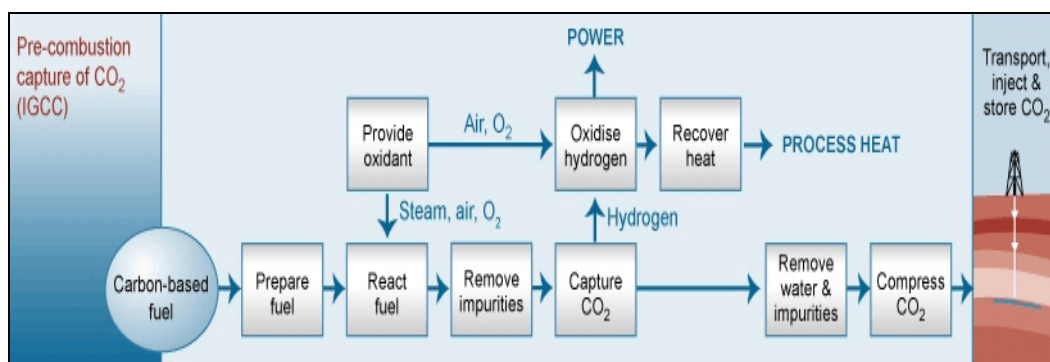 Pre-combustion
capture of CO₂
(IGCC)
POWER
Transport,
inject &
store CO₂
Provide
oxidant
Air, O₂
Oxidise
hydrogen
Recover
heat
PROCESS HEAT
Steam, air, O₂
Hydrogen
Carbon-based
fuel
Prepare
fuel
React
fuel
Remove
impurities
Capture
CO₂
Remove
water &
impurities
Compress
CO₂